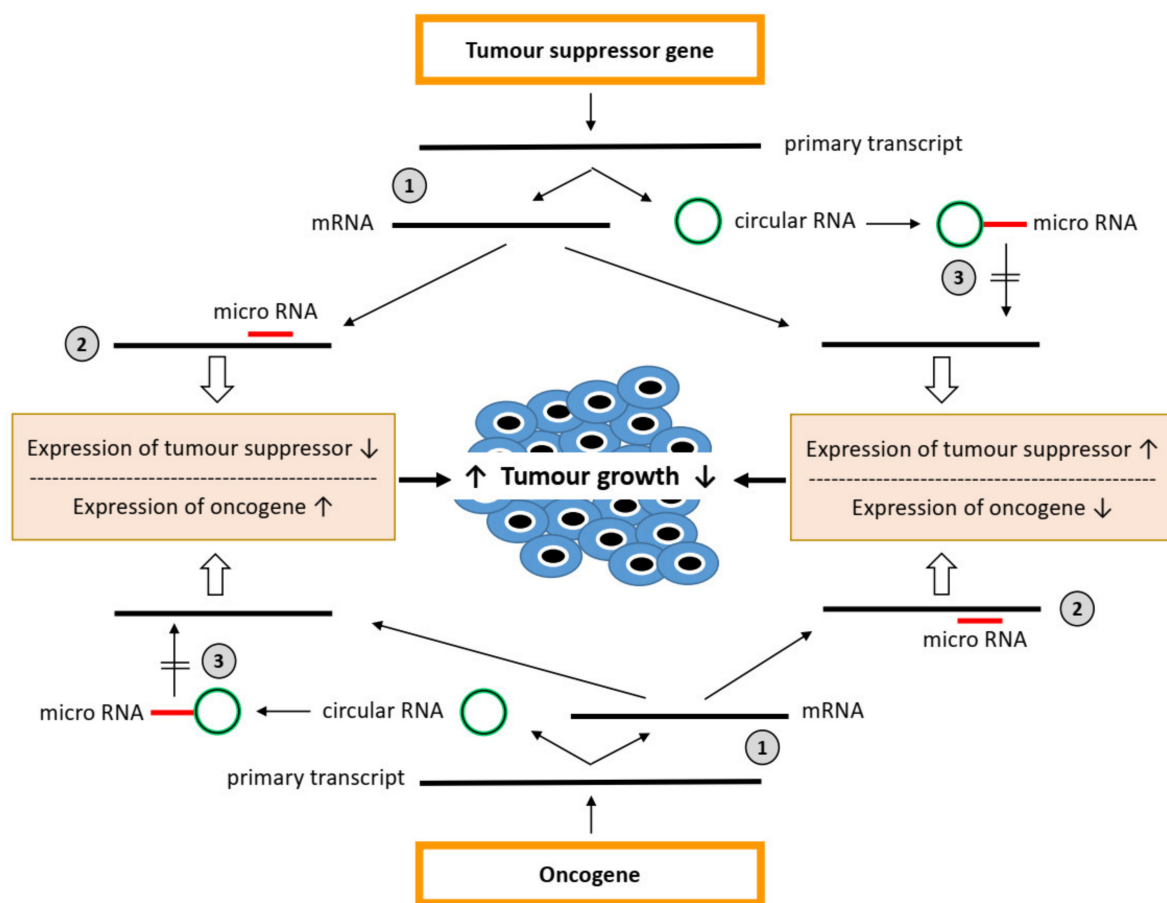 Tumour suppressor gene
primary transcript
1
mRNA
circular RNA
micro RNA
3
micro RNA
2
Expression of tumour suppressor ↓
Expression of oncogene ↑
↑ Tumour growth ↓
Expression of tumour suppressor ↑
Expression of oncogene ↓
2
micro RNA
3
micro RNA
circular RNA
mRNA
1
primary transcript
Oncogene